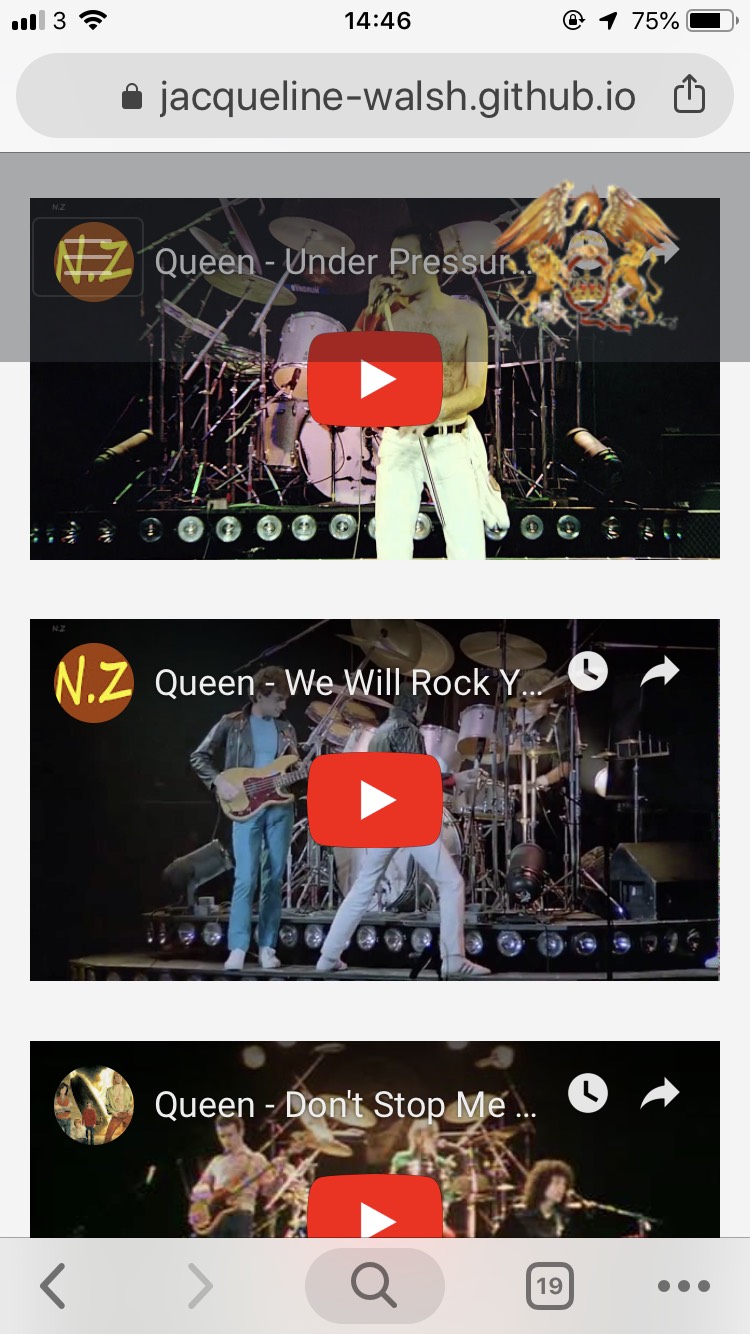 3 14:46 75%
jacqueline-walsh.github.io
N.Z
N.Z Queen - Under Pressur...
N.Z
N.Z Queen - We Will Rock Y...
Queen - Don't Stop Me ...
19